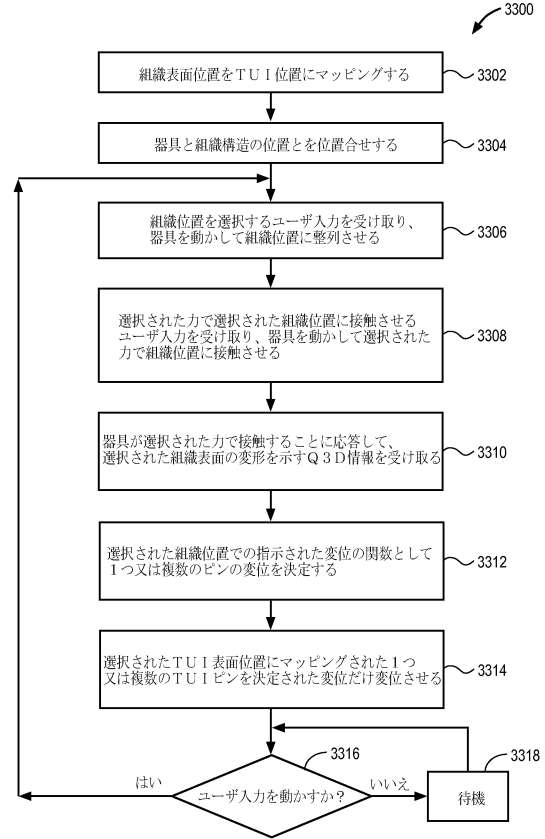 3300
組織表面位置をＴＵＩ位置にマッピングする
3302
器具と組織構造の位置とを位置合せする
3304
組織位置を選択するユーザ入力を受け取り、
器具を動かして組織位置に整列させる
3306
選択された力で選択された組織位置に接触させる
ユーザ入力を受け取り、器具を動かして選択された
力で組織位置に接触させる
3308
器具が選択された力で接触することに応答して、
選択された組織表面の変形を示すＱ３Ｄ情報を受け取る
3310
選択された組織位置での指示された変位の関数として
１つ又は複数のピンの変位を決定する
3312
選択されたＴＵＩ表面位置にマッピングされた１つ
又は複数のＴＵＩピンを決定された変位だけ変位させる
3314
3316
3318
はい
ユーザ入力を動かすか？
いいえ
待機